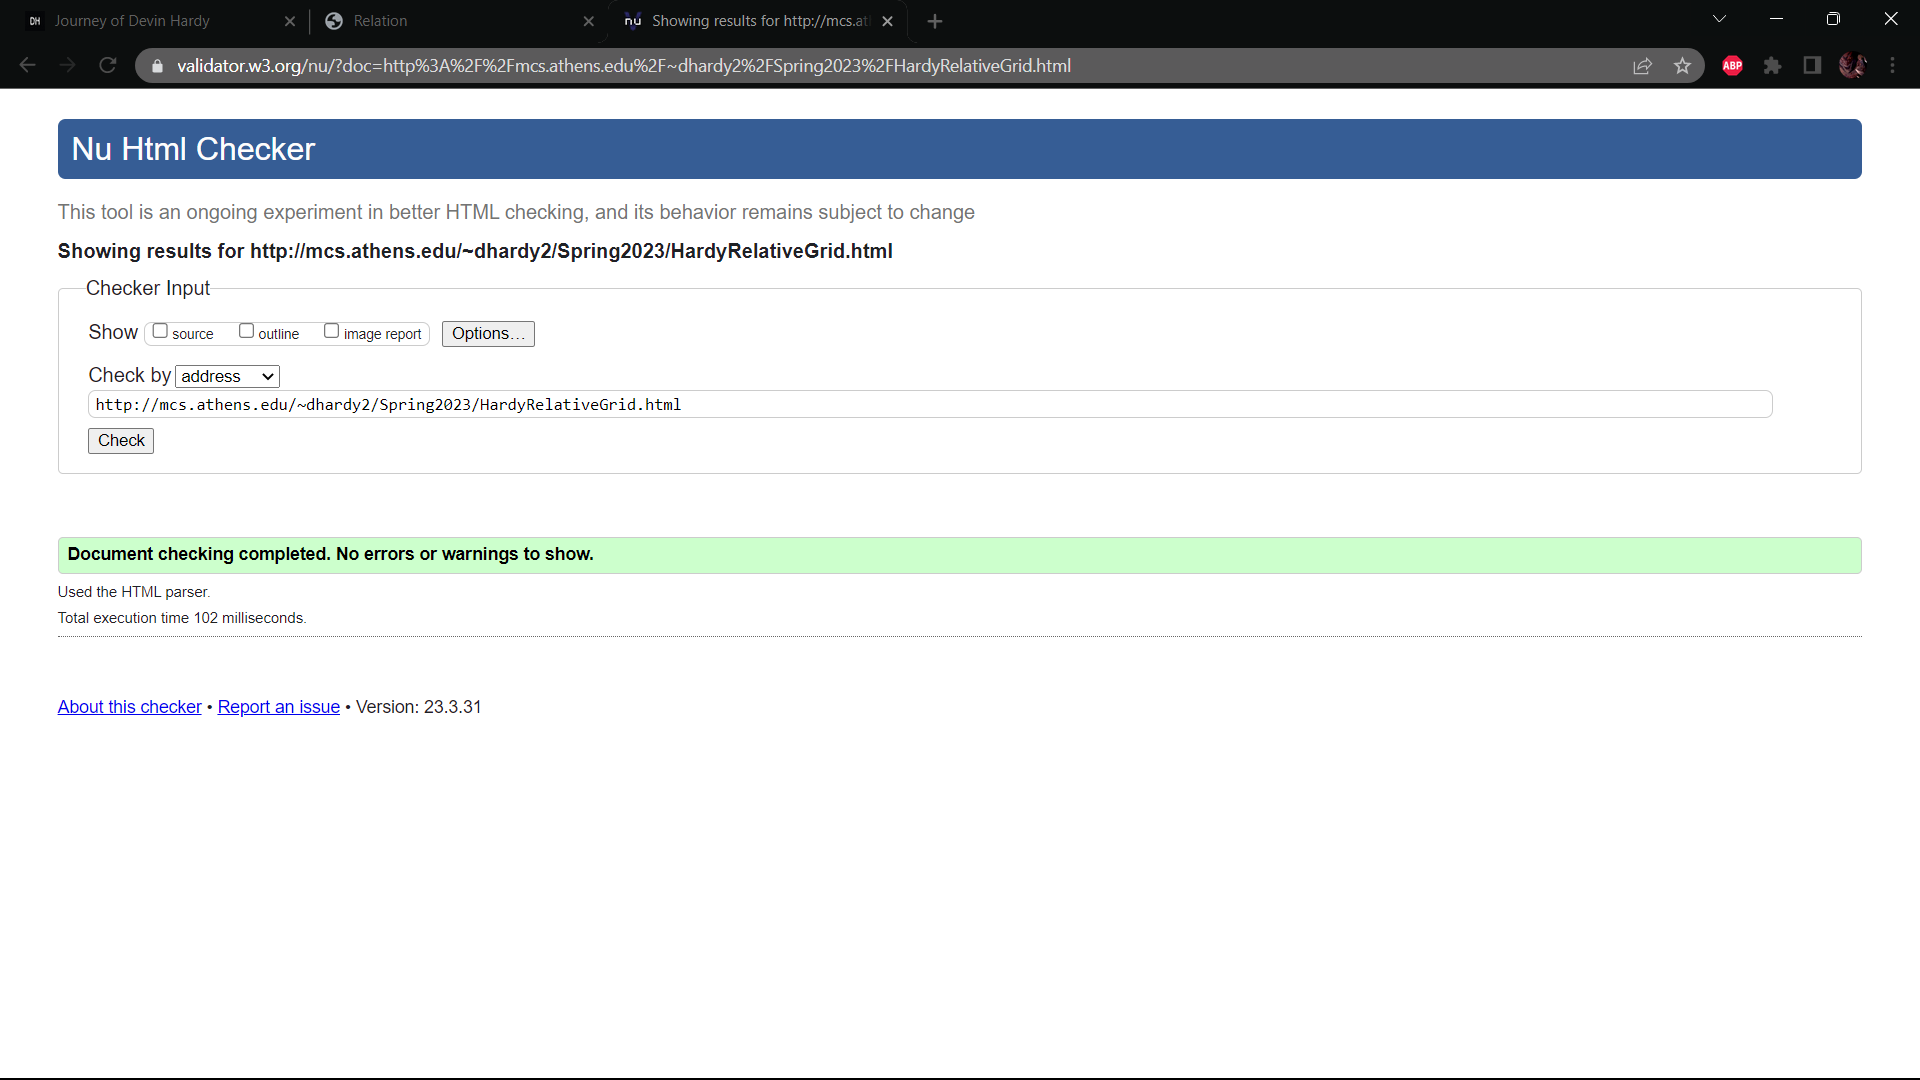 DH Journey of Devin Hardy Relation nu Showing results for http://mcs.at
validator.w3.org/nu/?doc=http%3A%2F%2Fmcs.athens.edu%2F~dhardy2%2FSpring2023%2FHardyRelativeGrid.html ABP
Nu Html Checker
This tool is an ongoing experiment in better HTML checking, and its behavior remains subject to change
Showing results for http://mcs.athens.edu/~dhardy2/Spring2023/HardyRelativeGrid.html
Checker Input
Show source outline image report Options…
Check by address
http://mcs.athens.edu/~dhardy2/Spring2023/HardyRelativeGrid.html
Check
Document checking completed. No errors or warnings to show.
Used the HTML parser.
Total execution time 102 milliseconds.
About this checker • Report an issue • Version: 23.3.31